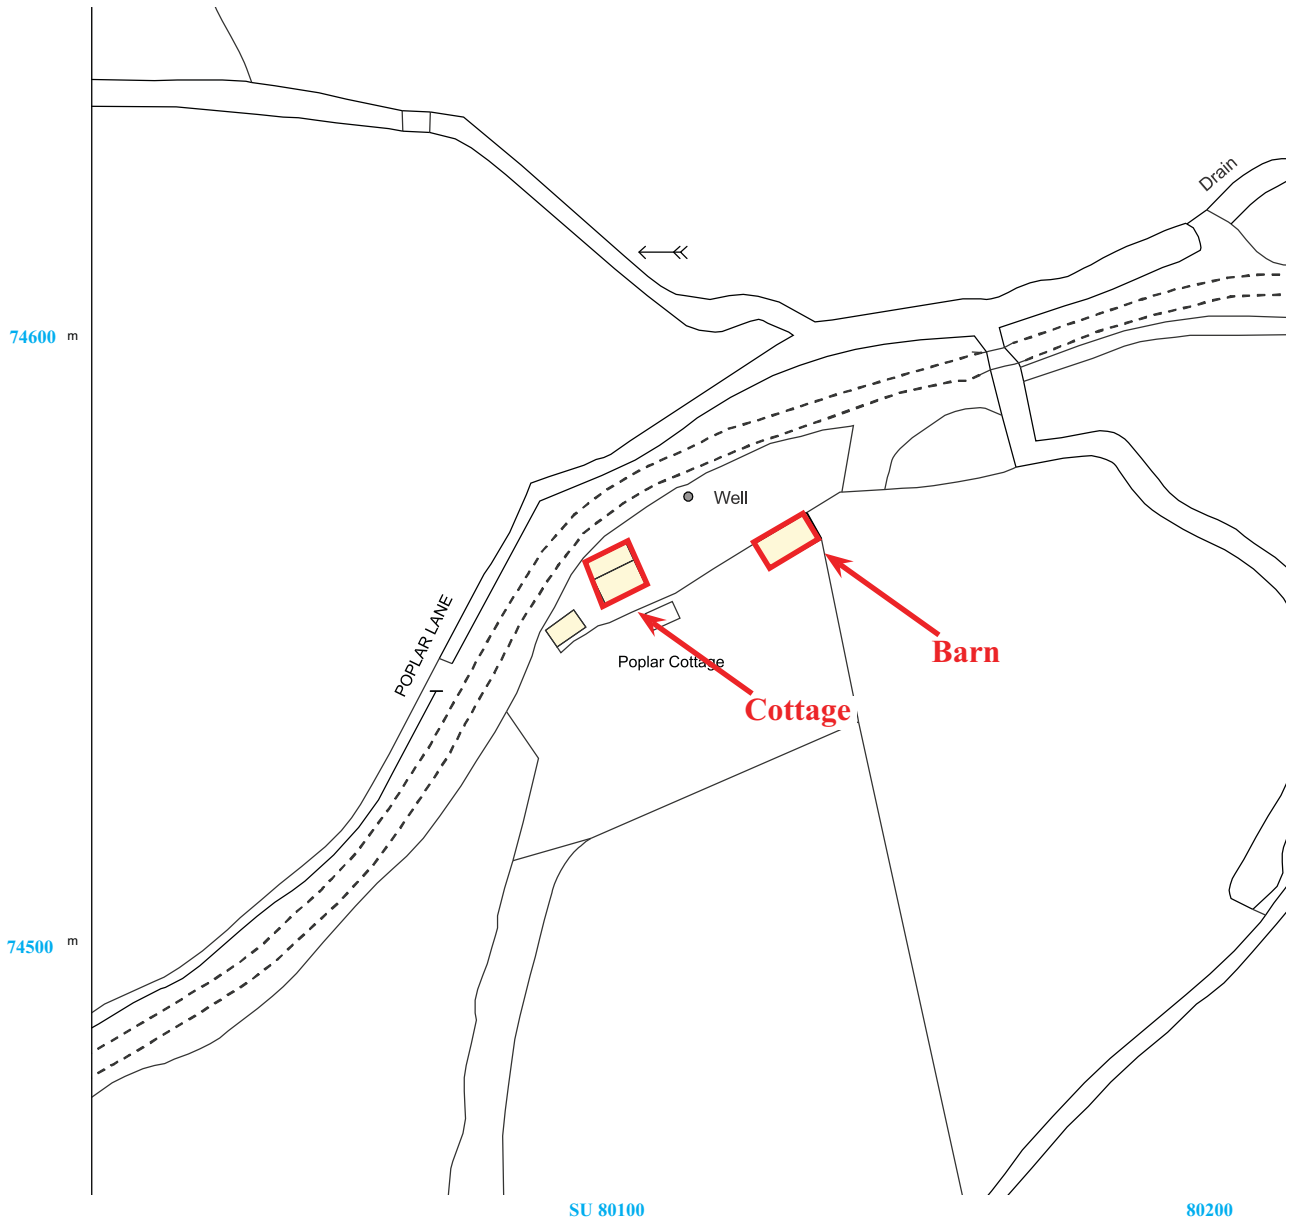 Drain
74600 m
Well
POPLAR LANE
Barn
Poplar Cottage
Cottage
74500 m
SU 80100
80200